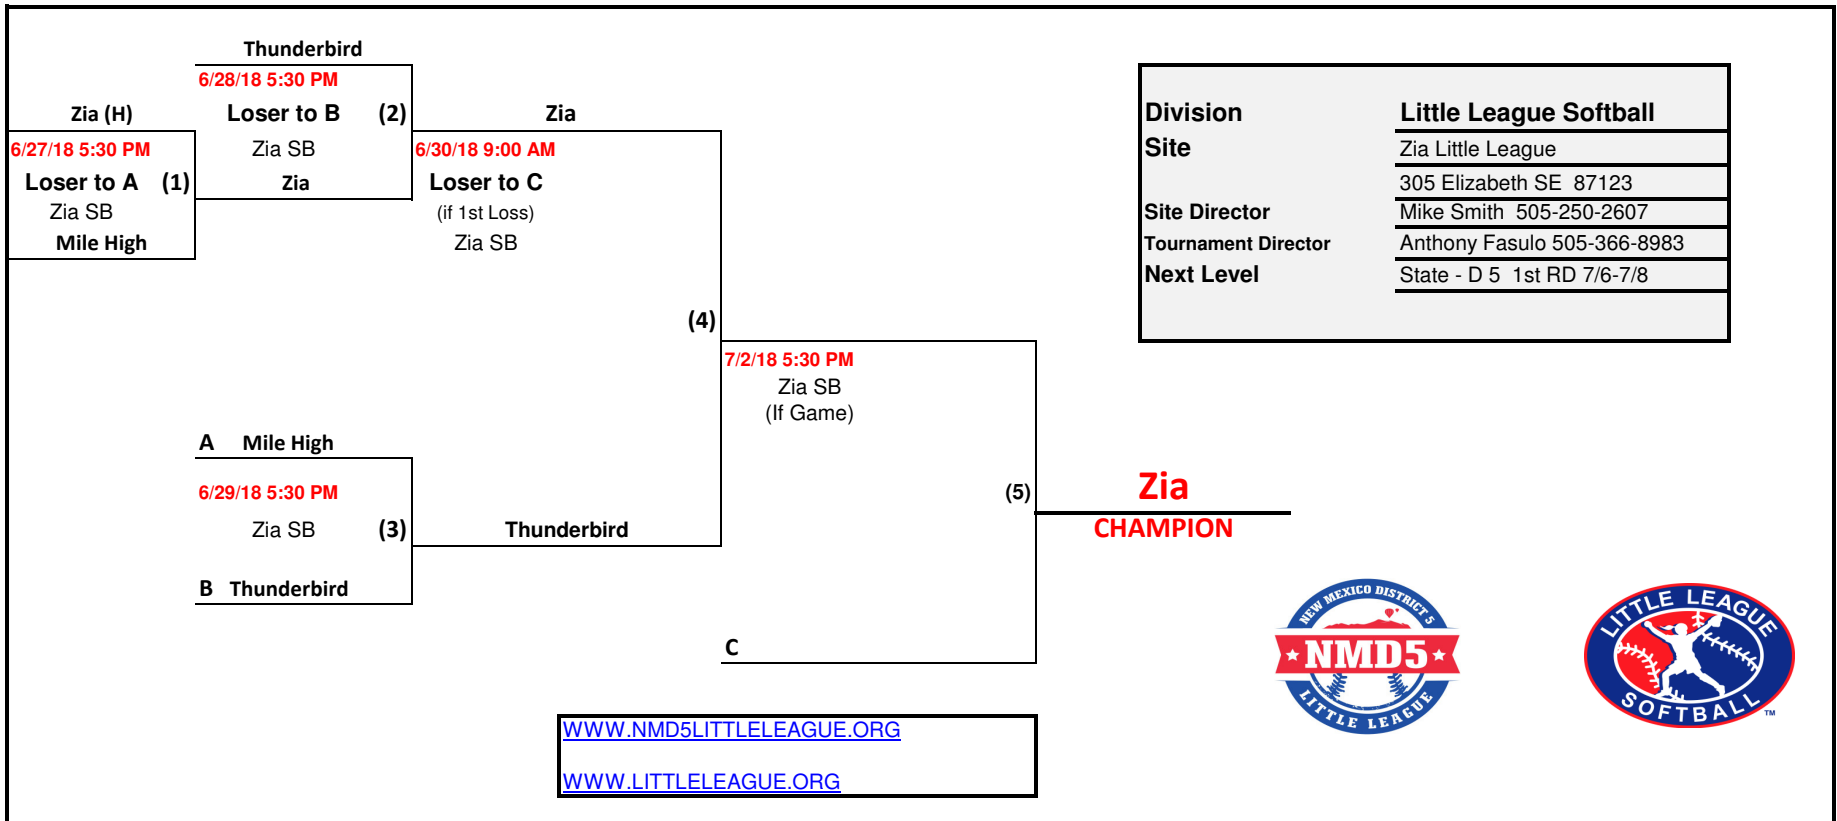 Thunderbird
6/28/18 5:30 PM
Zia (H)
Loser to B (2)
Zia
6/27/18 5:30 PM
Zia SB
6/30/18 9:00 AM
Loser to A (1)
Zia
Loser to C
Zia SB
(if 1st Loss)
Mile High
Zia SB
(4)
7/2/18 5:30 PM
Zia SB
(If Game)
A Mile High
6/29/18 5:30 PM
Zia SB (3)
Thunderbird
B Thunderbird
(5)
Zia
CHAMPION
C
Division Little League Softball
Site Zia Little League
305 Elizabeth SE 87123
Site Director Mike Smith 505-250-2607
Tournament Director Anthony Fasulo 505-366-8983
Next Level State - D 5 1st RD 7/6-7/8
NEW MEXICO DISTRICT 5
NMD5
LITTLE LEAGUE
LITTLE LEAGUE
SOFTBALL
TM
WWW.NMD5LITTLELEAGUE.ORG
WWW.LITTLELEAGUE.ORG